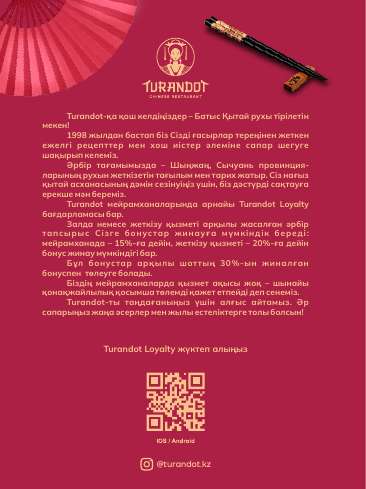 TURANDOT
CHINESE RESTAURANT
Turandot-қа қош келдіңіздер – Батыс Қытай рухы тірілетін
мекен!
1998 жылдан бастап біз Сізді ғасырлар тереңінен жеткен
ежелгі рецептер мен хош иістер әлеміне сапар шегуге
шақырып келеміз.
Әрбір тағамымызда – Шыңжаң, Сычуань провинция-
ларының рухын жеткізетін тағылым мен тарих жатыр. Сіз нағыз
қытай асханасының дәмін сезінуіңіз үшін, біз дәстүрді сақтауға
ерекше мән береміз.
Turandot мейрамханаларында арнайы Turandot Loyalty
бағдарламасы бар.
Залда немесе жеткізу қызметі арқылы жасалған әрбір
тапсырыс Сізге бонустар жинауға мүмкіндік береді:
мейрамханада – 15%-ға дейін, жеткізу қызметі – 20%-ға дейін
бонус жинау мүмкіндігі бар.
Бұл бонустар арқылы шоттың 30%-ын жиналған
бонуспен төлеуге болады.
Біздің мейрамханаларда қызмет ақысы жоқ – шынайы
қонақжайлылық қосымша төлемді қажет етпейді деп сенеміз.
Turandot-ты таңдағаныңыз үшін алғыс айтамыз. Әр
сапарыңыз жаңа әсерлер мен жылы естеліктерге толы болсын!
Turandot Loyalty жүктеп алыңыз
IOS / Android
@turandot.kz